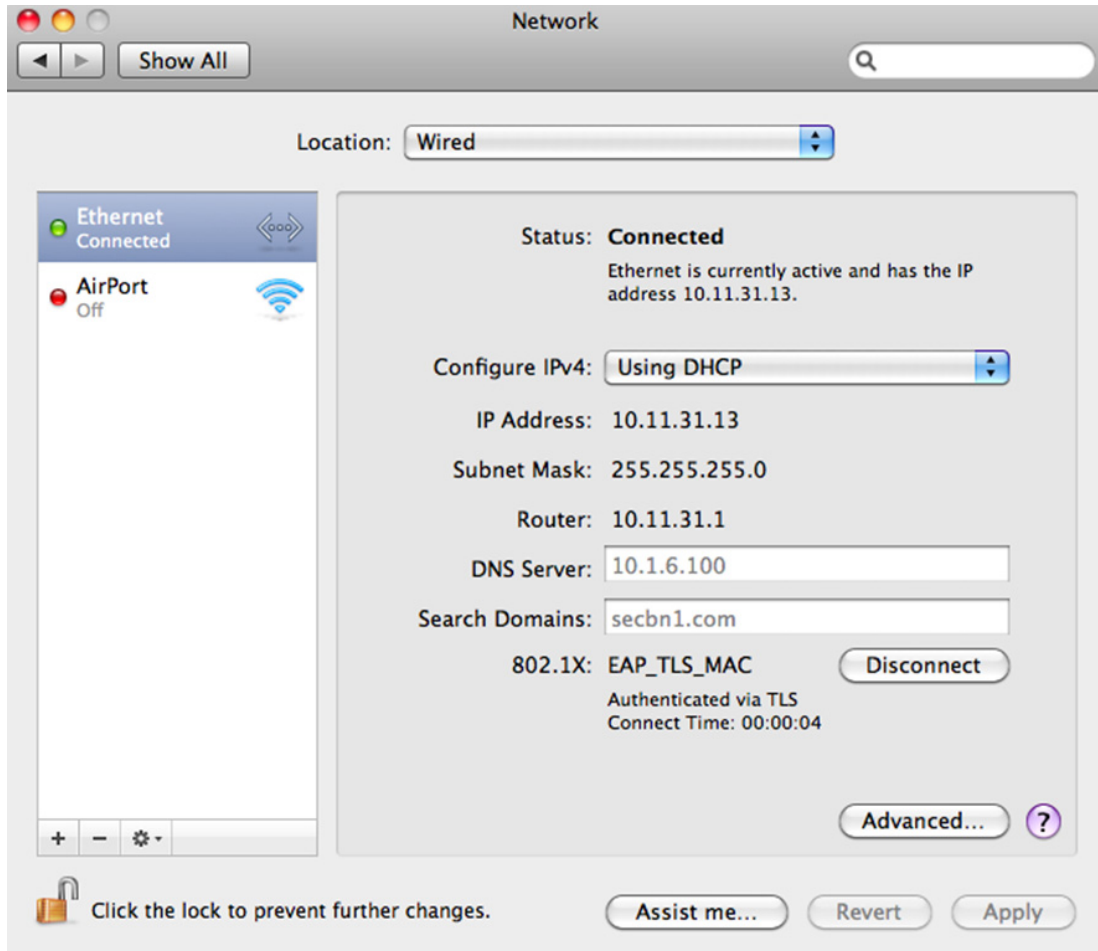 Network
Show All
Location: Wired
Ethernet
Connected
AirPort
Off
Status: Connected
Ethernet is currently active and has the IP
address 10.11.31.13.
Configure IPv4: Using DHCP
IP Address: 10.11.31.13
Subnet Mask: 255.255.255.0
Router: 10.11.31.1
DNS Server: 10.1.6.100
Search Domains: secbn1.com
802.1X: EAP_TLS_MAC Disconnect
Authenticated via TLS
Connect Time: 00:00:04
Advanced... ?
+ −
Click the lock to prevent further changes.
Assist me... Revert Apply